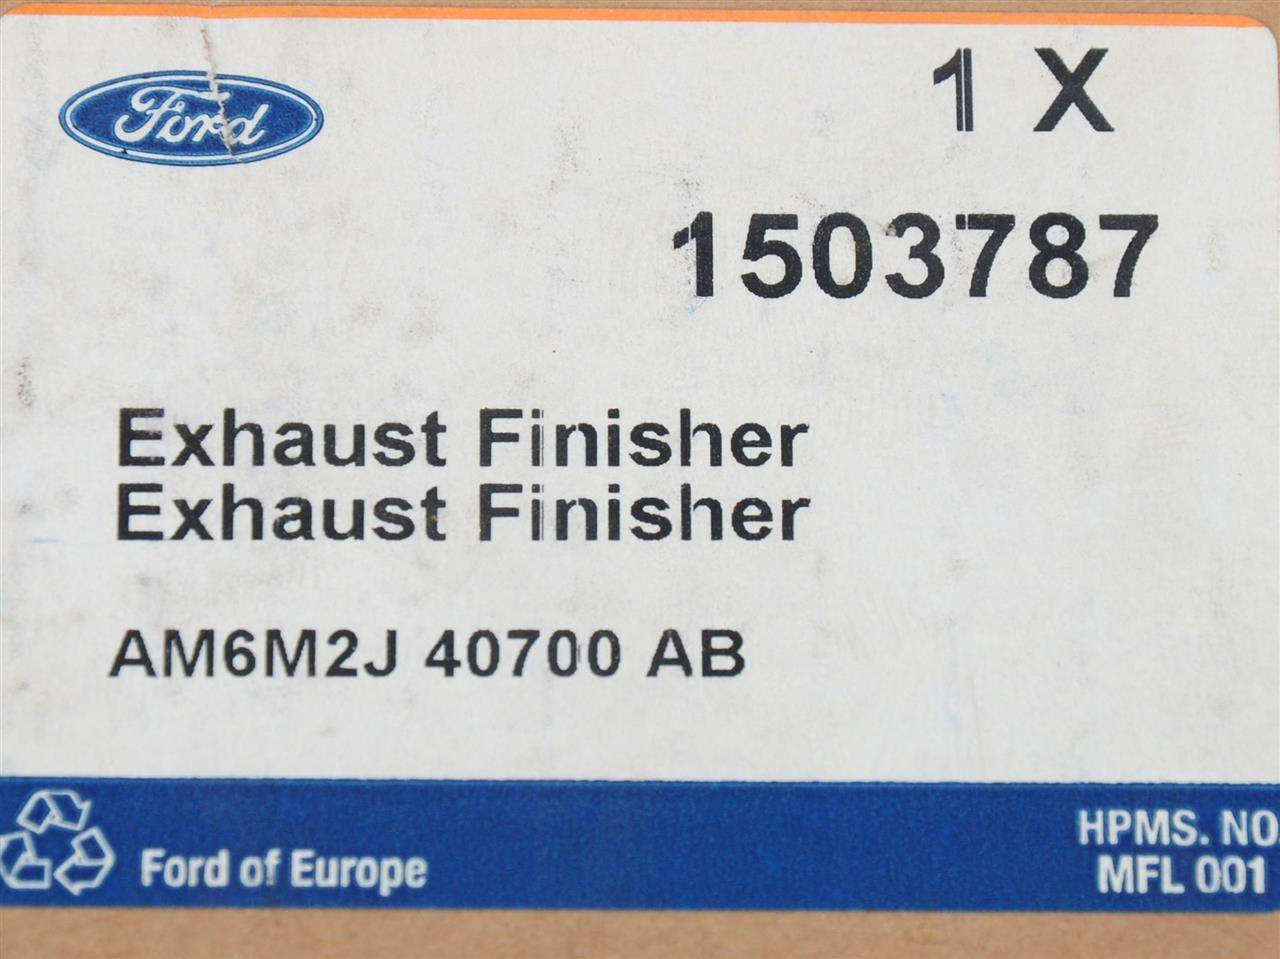 Ford
1 X
1503787
Exhaust Finisher
Exhaust Finisher
AM6M2J 40700 AB
Ford of Europe
HPMS. NO
MFL 001